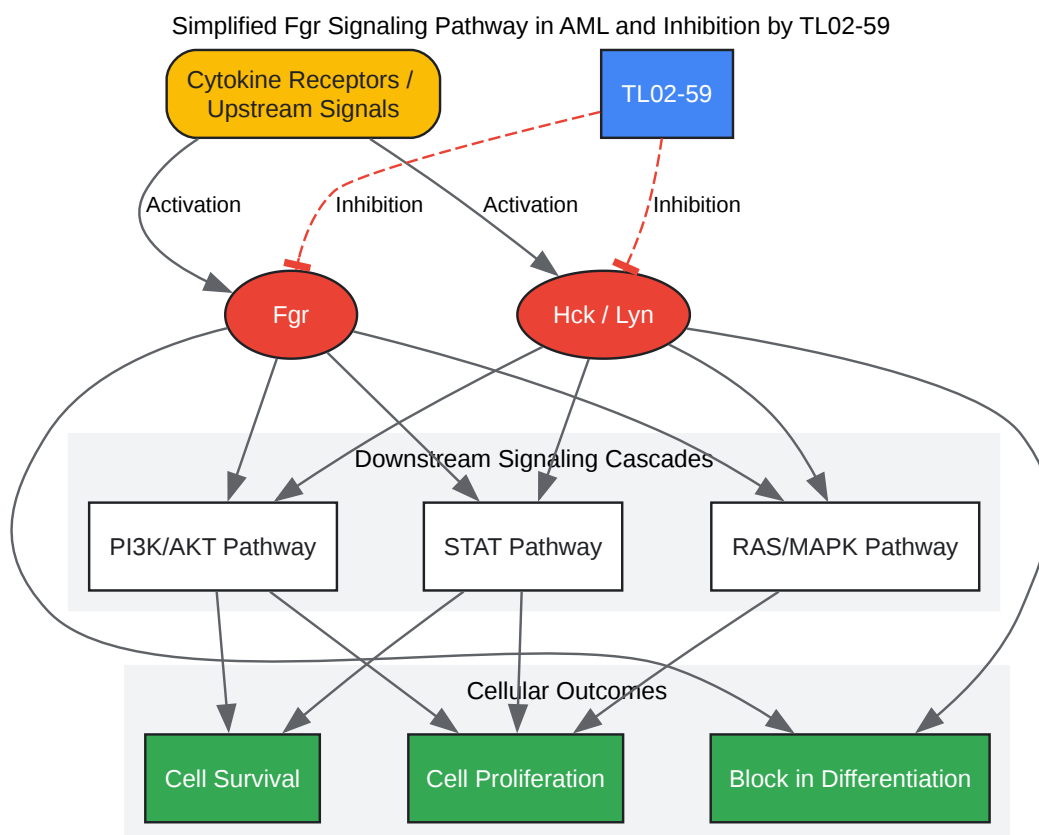 Simplified Fgr Signaling Pathway in AML and Inhibition by TL02-59
Cytokine Receptors /
Upstream Signals
TL02-59
Activation
Inhibition
Activation
Inhibition
Fgr
Hck / Lyn
Downstream Signaling Cascades
PI3K/AKT Pathway
STAT Pathway
RAS/MAPK Pathway
Cellular Outcomes
Cell Survival
Cell Proliferation
Block in Differentiation